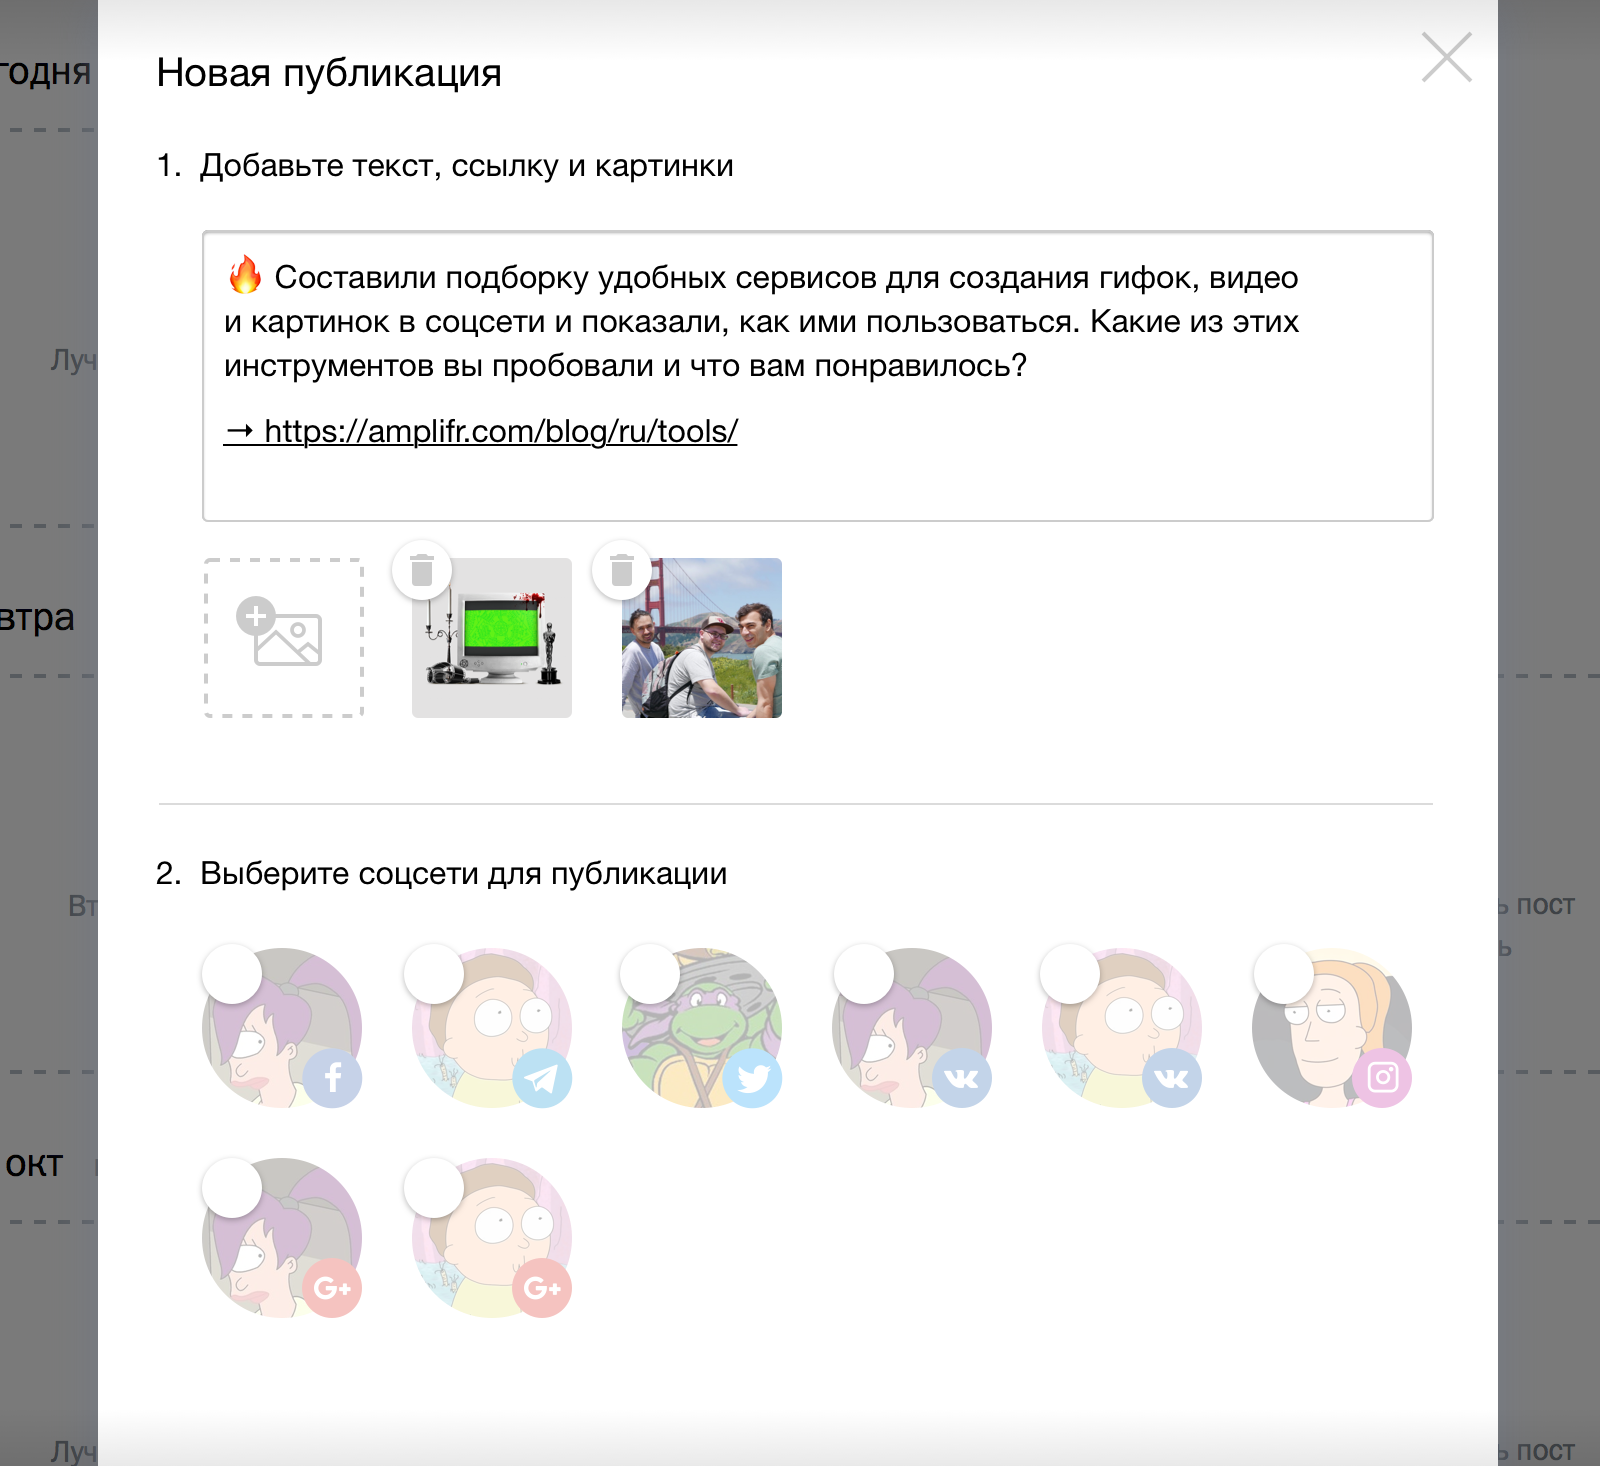 Новая публикация
1. Добавьте текст, ссылку и картинки
🔥 Составили подборку удобных сервисов для создания гифок, видео
и картинок в соцсети и показали, как ими пользоваться. Какие из этих
инструментов вы пробовали и что вам понравилось?
→ https://amplifr.com/blog/ru/tools/
2. Выберите соцсети для публикации
годня
Луч
втра
Вт
ь пост
ь
окт
Луч
ь пост
f
G+
G+